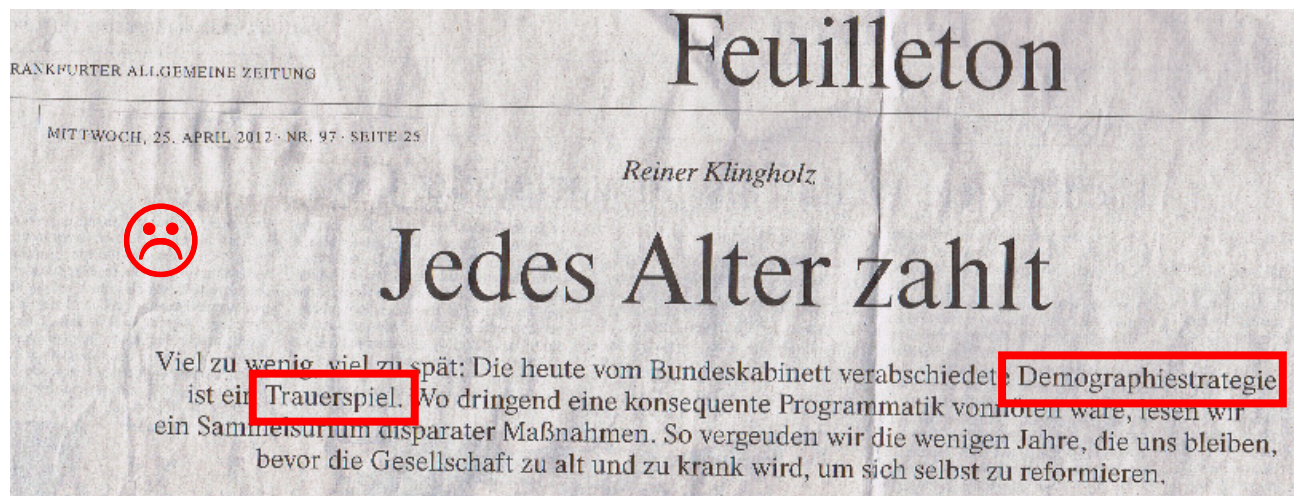 Feuilleton
RANKFURTER ALLGEMEINE ZEITUNG
MITTWOCH, 25. APRIL 2012 · NR. 97 · SEITE 25
Reiner Klingholz
Jedes Alter zahlt
Viel zu wenig, viel zu spät: Die heute vom Bundeskabinett verabschiedete Demographiestrategie
ist ein Trauerspiel. Wo dringend eine konsequente Programmatik vonnöten wäre, lesen wir
ein Sammelsurium disparater Maßnahmen. So vergeuden wir die wenigen Jahre, die uns bleiben,
bevor die Gesellschaft zu alt und zu krank wird, um sich selbst zu reformieren.